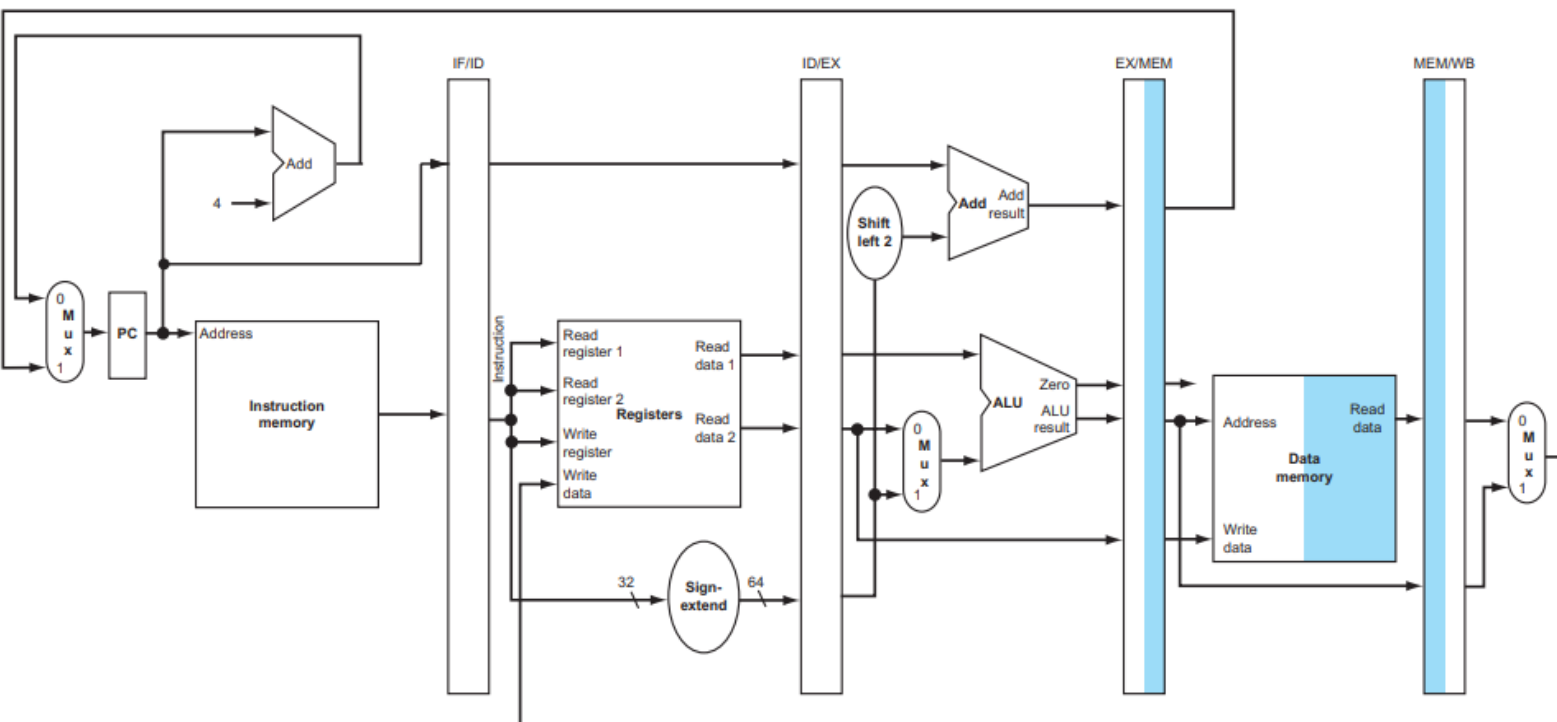 IF/ID
ID/EX
EX/MEM
MEM/WB
Add
4
Add
Add
result
Shift
left 2
0
M
u
x
1
PC
Address
Instruction
memory
Instruction
Read
register 1
Read
register 2
Write
register
Write
data
Registers
Read
data 1
Read
data 2
0
M
u
x
1
ALU
Zero
ALU
result
Address
Read
data
Data
memory
Write
data
0
M
u
x
1
32
Sign-
extend
64